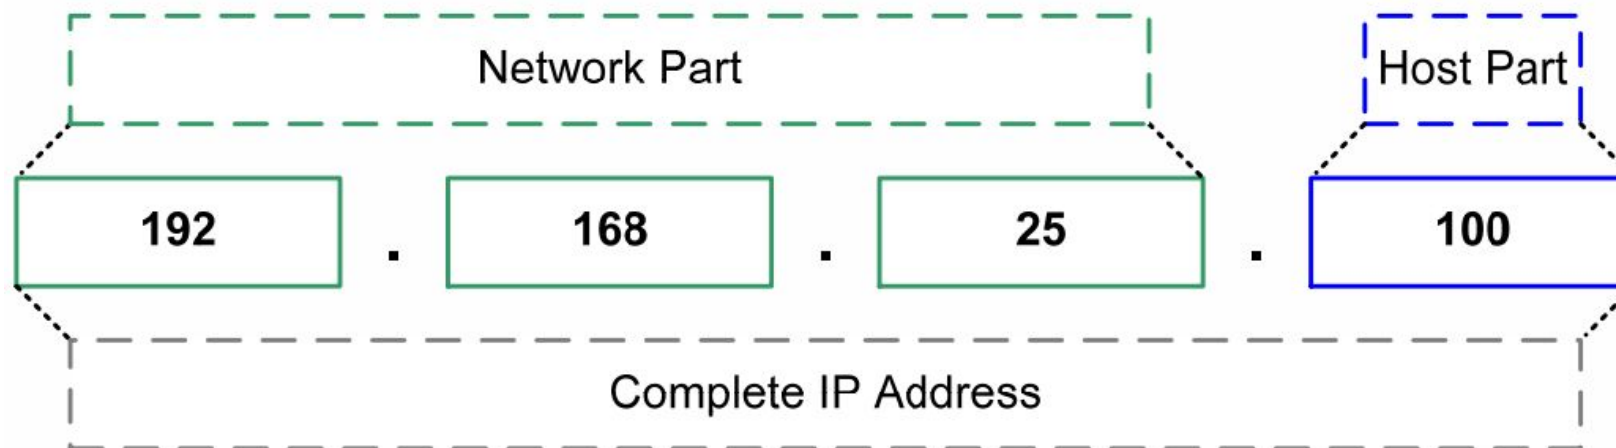 Network Part Host Part
192 . 168 . 25 . 100
Complete IP Address